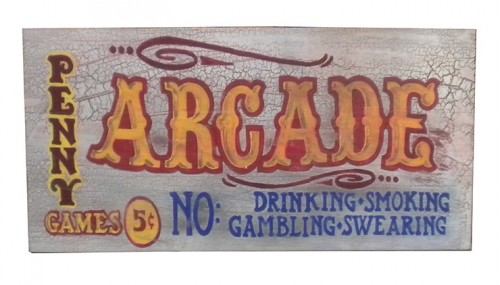 PENNY
ARCADE
GAMES 5¢
NO: DRINKING·SMOKING
GAMBLING·SWEARING